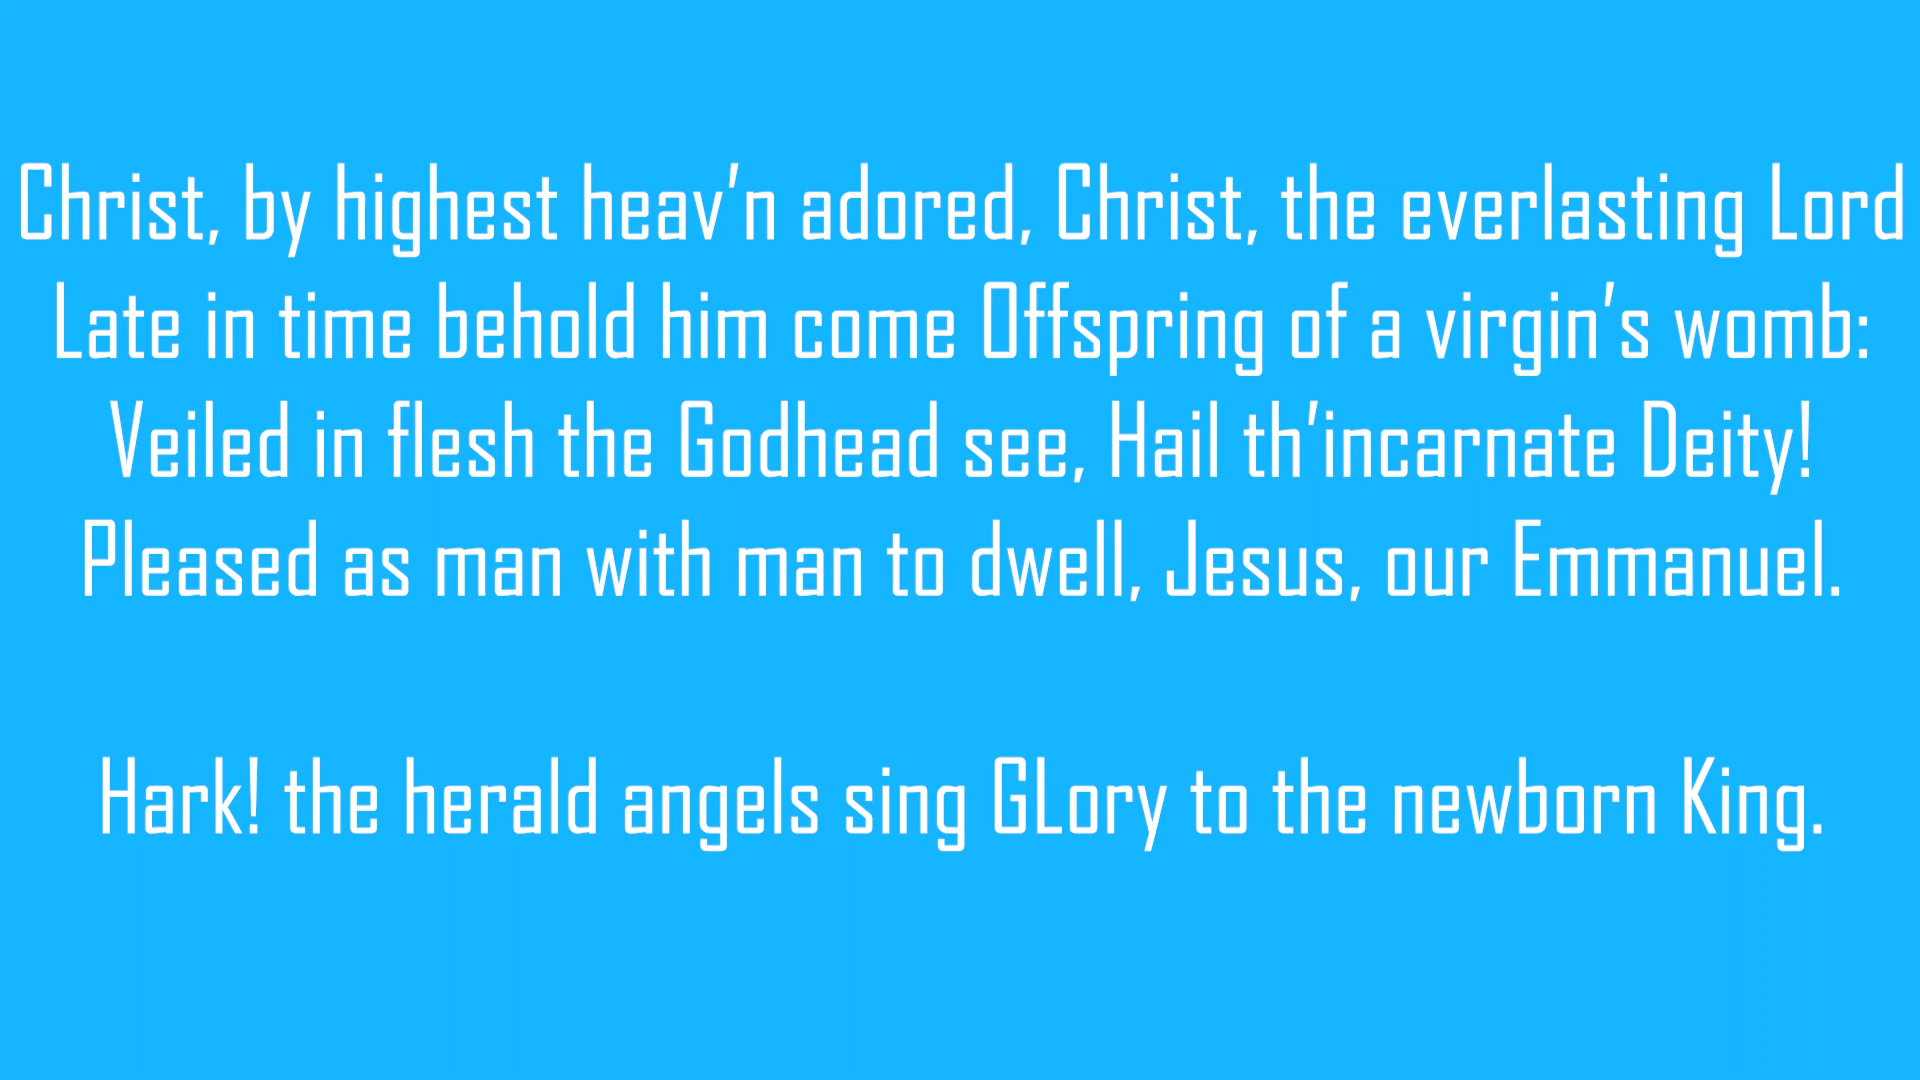 Christ, by highest heav’n adored, Christ, the everlasting Lord
Late in time behold him come Offspring of a virgin’s womb:
Veiled in flesh the Godhead see, Hail th’incarnate Deity!
Pleased as man with man to dwell, Jesus, our Emmanuel.
Hark! the herald angels sing GLory to the newborn King.